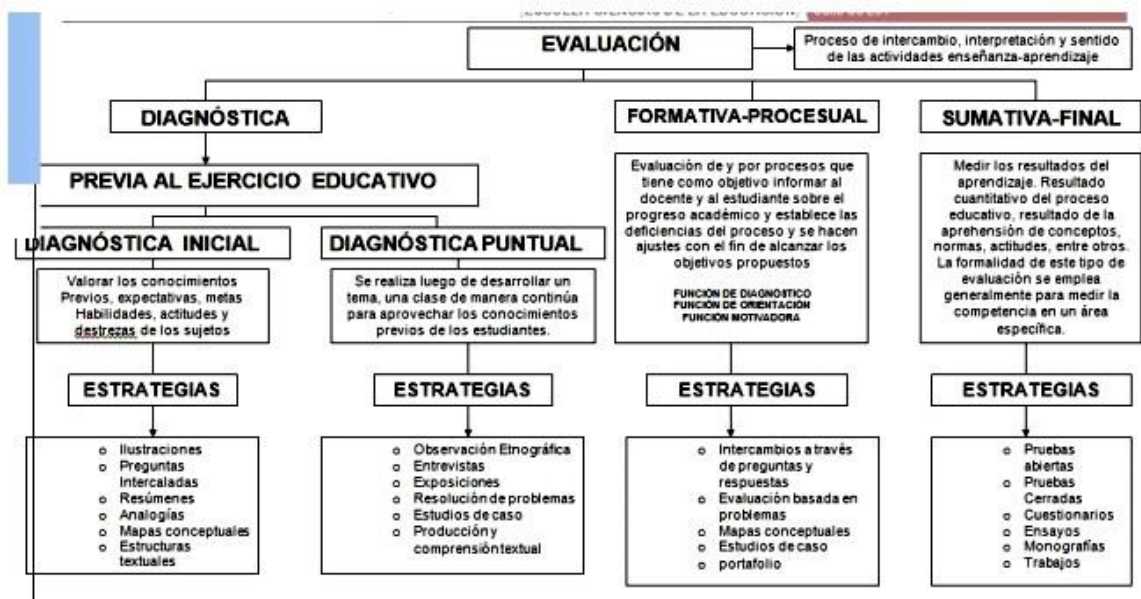 EVALUACIÓN
Proceso de intercambio, interpretación y sentido
de las actividades enseñanza-aprendizaje
DIAGNÓSTICA
FORMATIVA-PROCESUAL
SUMATIVA-FINAL
PREVIA AL EJERCICIO EDUCATIVO
DIAGNÓSTICA INICIAL
DIAGNÓSTICA PUNTUAL
Valorar los conocimientos
Previos, expectativas, metas
Habilidades, actitudes y
destrezas de los sujetos
Se realiza luego de desarrollar un
tema, una clase de manera continúa
para aprovechar los conocimientos
previos de los estudiantes.
Evaluación de y por procesos que
tiene como objetivo informar al
docente y al estudiante sobre el
progreso académico y establece las
deficiencias del proceso y se hacen
ajustes con el fin de alcanzar los
objetivos propuestos
FUNCIÓN DE DIAGNÓSTICO
FUNCIÓN DE ORIENTACIÓN
FUNCIÓN MOTIVADORA
Medir los resultados del
aprendizaje. Resultado
cuantitativo del proceso
educativo, resultado de la
aprehensión de conceptos,
normas, actitudes, entre otros.
La formalidad de este tipo de
evaluación se emplea
generalmente para medir la
competencia en un área
específica.
ESTRATEGIAS
ESTRATEGIAS
ESTRATEGIAS
ESTRATEGIAS
o Ilustraciones
o Preguntas
Intercaladas
o Resúmenes
o Analogías
o Mapas conceptuales
o Estructuras
textuales
o Observación Etnográfica
o Entrevistas
o Exposiciones
o Resolución de problemas
o Estudios de caso
o Producción y
comprensión textual
o Intercambios a través
de preguntas y
respuestas
o Evaluación basada en
problemas
o Mapas conceptuales
o Estudios de caso
o portafolio
o Pruebas
abiertas
o Pruebas
Cerradas
o Cuestionarios
o Ensayos
o Monografías
o Trabajos